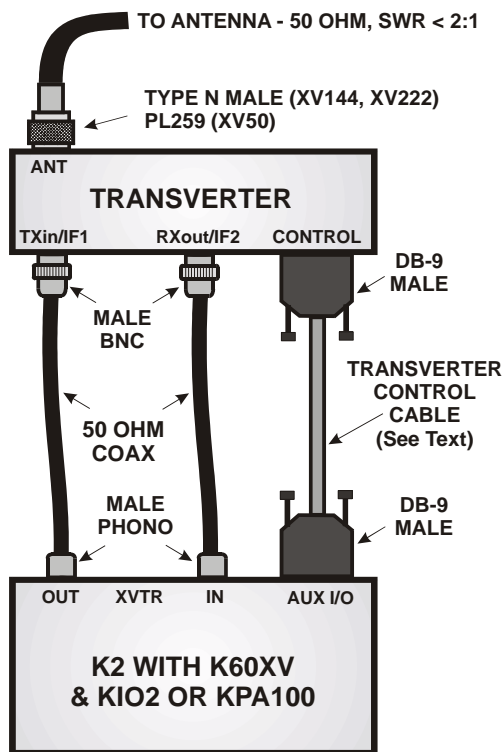 TO ANTENNA - 50 OHM, SWR < 2:1
TYPE N MALE (XV144, XV222)
PL259 (XV50)
ANT
TRANSVERTER
TXin/IF1 RXout/IF2 CONTROL
MALE
BNC
DB-9
MALE
50 OHM
COAX
TRANSVERTER
CONTROL
CABLE
(See Text)
MALE
PHONO
DB-9
MALE
OUT XVTR IN AUX I/O
K2 WITH K60XV
& KIO2 OR KPA100